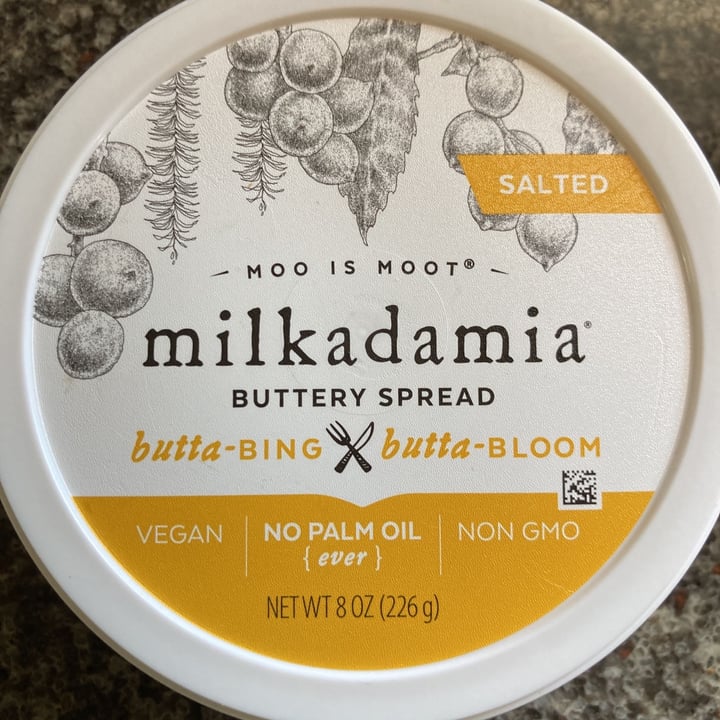 SALTED
MOO IS MOOT®
milkadamia®
BUTTERY SPREAD
butta-BING butta-BLOOM
VEGAN NO PALM OIL NON GMO
{ ever }
NET WT 8 OZ (226 g)